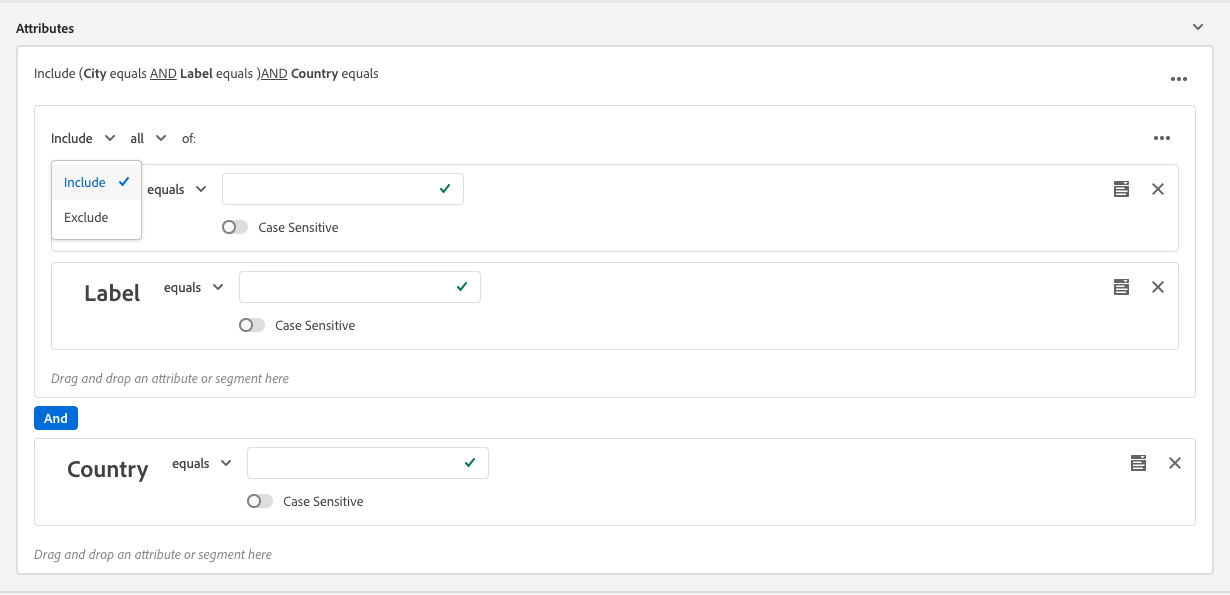 Attributes
Include (City equals AND Label equals )AND Country equals
Include all of:
Include
Exclude
equals
Case Sensitive
Label equals
Case Sensitive
Drag and drop an attribute or segment here
And
Country equals
Case Sensitive
Drag and drop an attribute or segment here